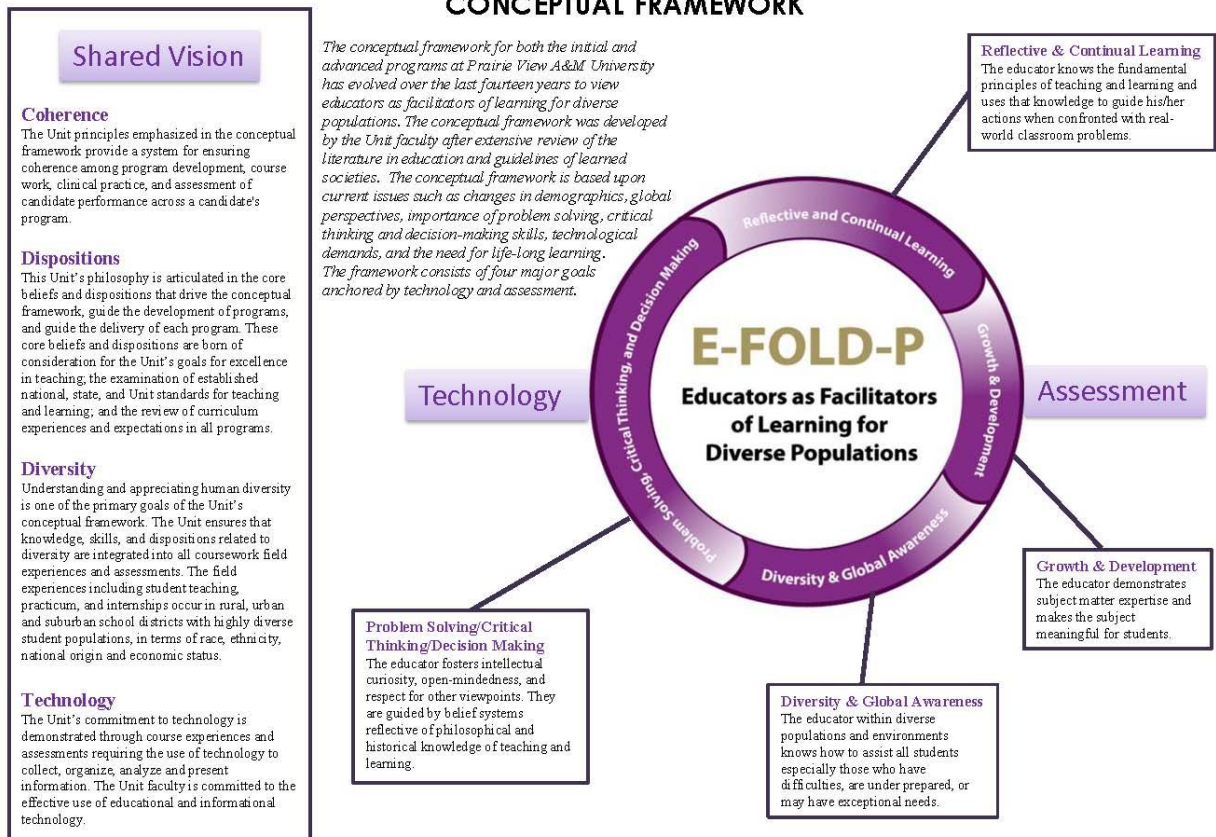 CONCEPTUAL FRAMEWORK
Shared Vision
Coherence
The Unit principles emphasized in the conceptual
framework provide a system for ensuring
coherence among program development, course
work, clinical practice, and assessment of
candidate performance across a candidate's
program.
Dispositions
This Unit's philosophy is articulated in the core
beliefs and dispositions that drive the conceptual
framework, guide the development of programs,
and guide the delivery of each program. These
core beliefs and dispositions are born of
consideration for the Unit's goals for excellence
in teaching; the examination of established
national, state, and Unit standards for teaching
and learning; and the review of curriculum
experiences and expectations in all programs.
Diversity
Understanding and appreciating human diversity
is one of the primary goals of the Unit's
conceptual framework. The Unit ensures that
knowledge, skills, and dispositions related to
diversity are integrated into all coursework field
experiences and assessments. The field
experiences including student teaching,
practicum, and internships occur in rural, urban
and suburban school districts with highly diverse
student populations, in terms of race, ethnicity,
national origin and economic status.
Technology
The Unit's commitment to technology is
demonstrated through course experiences and
assessments requiring the use of technology to
collect, organize, analyze and present
information. The Unit faculty is committed to the
effective use of educational and informational
technology.
The conceptual framework for both the initial and
advanced programs at Prairie View A&M University
has evolved over the last fourteen years to view
educators as facilitators of learning for diverse
populations. The conceptual framework was developed
by the Unit faculty after extensive review of the
literature in education and guidelines of learned
societies. The conceptual framework is based upon
current issues such as changes in demographics, global
perspectives, importance of problem solving, critical
thinking and decision-making skills, technological
demands, and the need for life-long learning.
The framework consists of four major goals
anchored by technology and assessment.
Reflective & Continual Learning
The educator knows the fundamental
principles of teaching and learning and
uses that knowledge to guide his/her
actions when confronted with real-
world classroom problems.
Reflective and Continual Learning
Growth & Development
Diversity & Global Awareness
Problem Solving, Critical Thinking, and Decision Making
E-FOLD-P
Educators as Facilitators
of Learning for
Diverse Populations
Technology
Assessment
Growth & Development
The educator demonstrates
subject matter expertise and
makes the subject
meaningful for students.
Problem Solving/Critical
Thinking/Decision Making
The educator fosters intellectual
curiosity, open-mindedness, and
respect for other viewpoints. They
are guided by belief systems
reflective of philosophical and
historical knowledge of teaching and
learning.
Diversity & Global Awareness
The educator within diverse
populations and environments
knows how to assist all students
especially those who have
difficulties, are under prepared, or
may have exceptional needs.